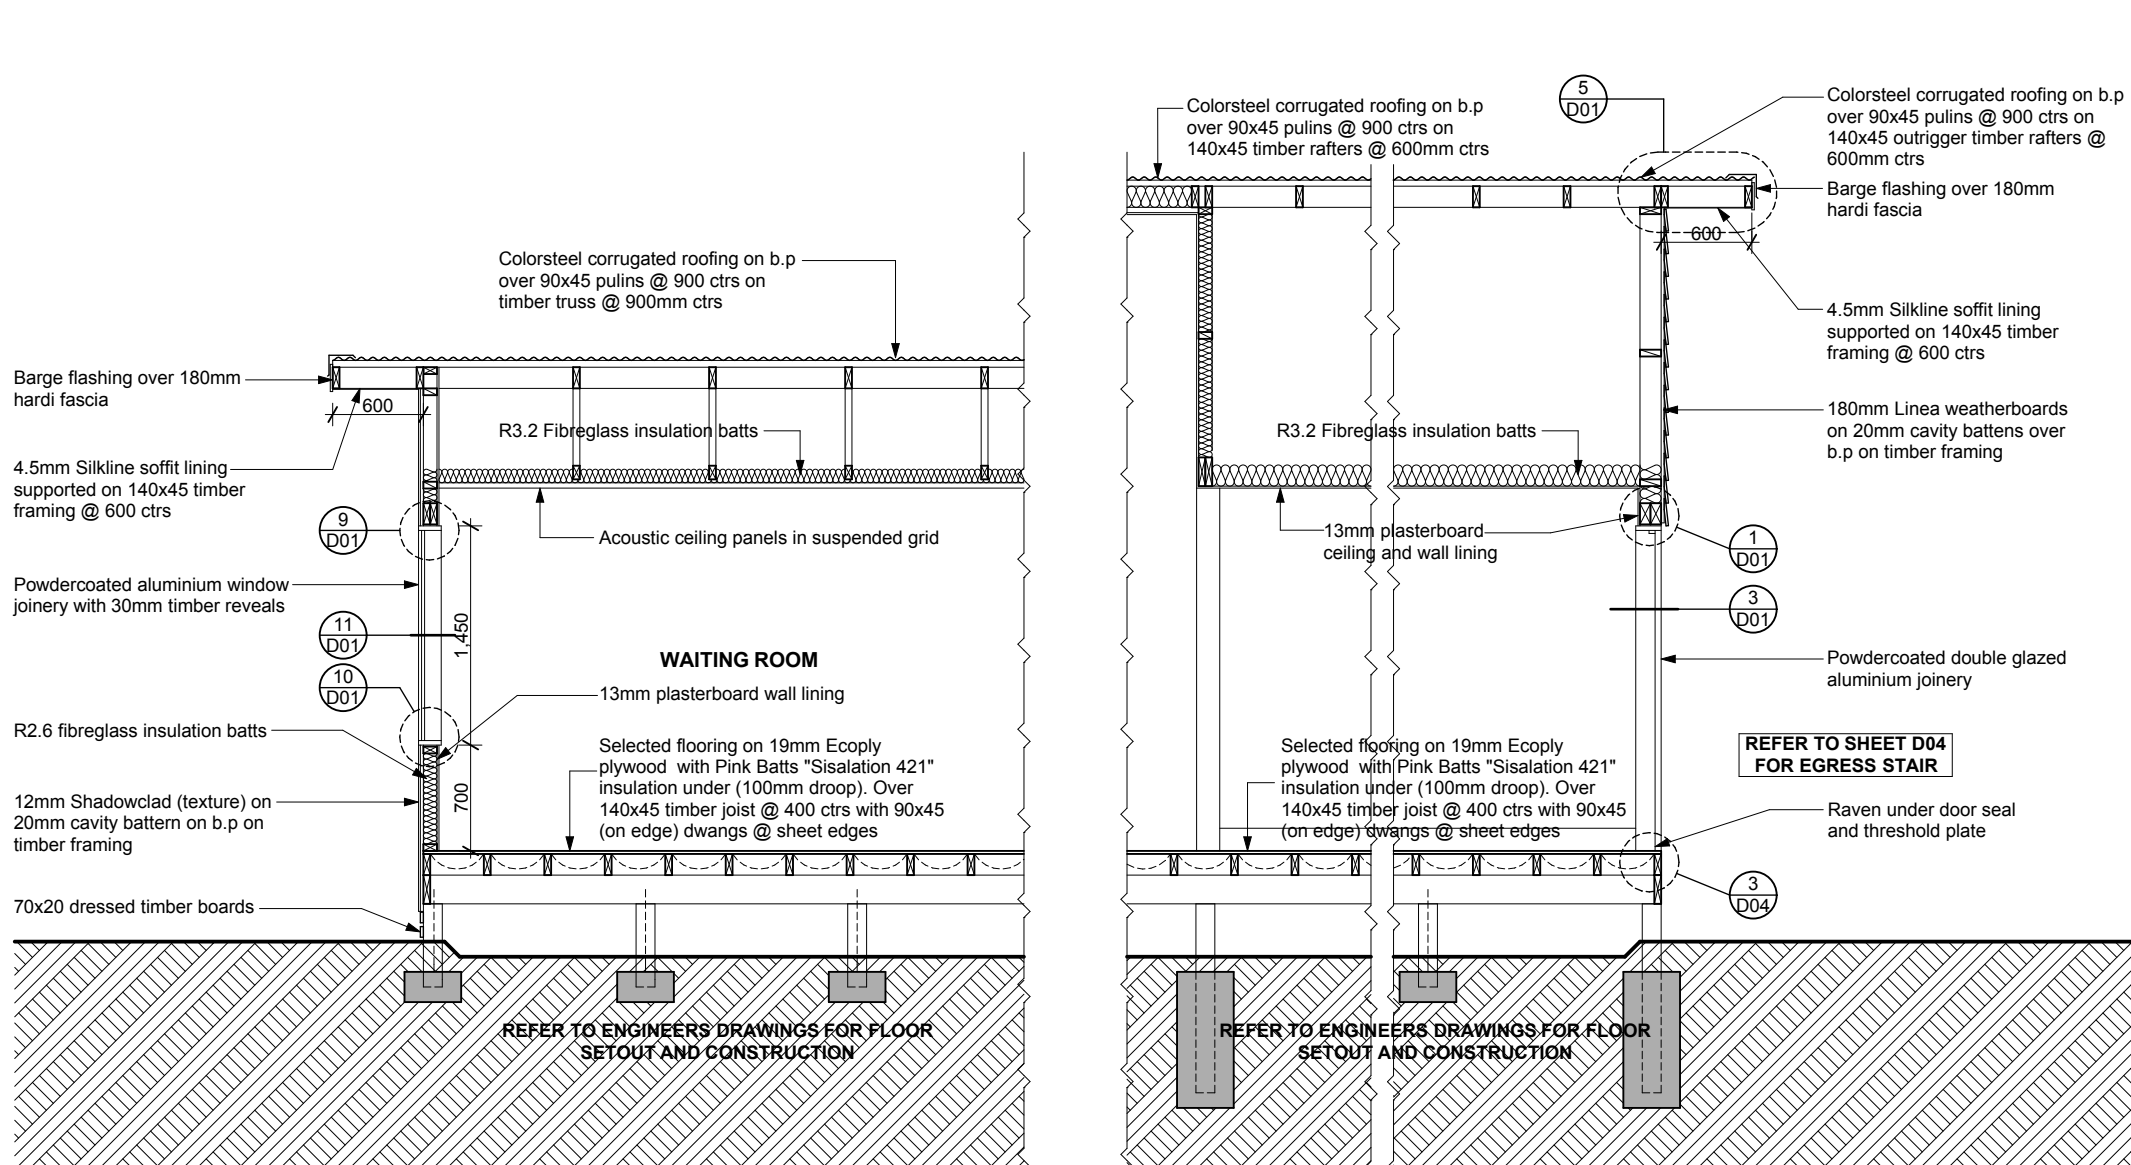 Colorsteel corrugated roofing on b.p
over 90x45 pulins @ 900 ctrs on
timber truss @ 900mm ctrs
Barge flashing over 180mm
hardi fascia
600
R3.2 Fibreglass insulation batts
4.5mm Silkline soffit lining
supported on 140x45 timber
framing @ 600 ctrs
9
D01
Acoustic ceiling panels in suspended grid
Powdercoated aluminium window
joinery with 30mm timber reveals
11
D01
1,450
WAITING ROOM
10
D01
13mm plasterboard wall lining
R2.6 fibreglass insulation batts
Selected flooring on 19mm Ecoply
plywood with Pink Batts "Sisalation 421"
insulation under (100mm droop). Over
140x45 timber joist @ 400 ctrs with 90x45
(on edge) dwangs @ sheet edges
700
12mm Shadowclad (texture) on
20mm cavity battern on b.p on
timber framing
70x20 dressed timber boards
REFER TO ENGINEERS DRAWINGS FOR FLOOR
SETOUT AND CONSTRUCTION
Colorsteel corrugated roofing on b.p
over 90x45 pulins @ 900 ctrs on
140x45 timber rafters @ 600mm ctrs
5
D01
Colorsteel corrugated roofing on b.p
over 90x45 pulins @ 900 ctrs on
140x45 outrigger timber rafters @
600mm ctrs
Barge flashing over 180mm
hardi fascia
600
4.5mm Silkline soffit lining
supported on 140x45 timber
framing @ 600 ctrs
R3.2 Fibreglass insulation batts
180mm Linea weatherboards
on 20mm cavity battens over
b.p on timber framing
13mm plasterboard
ceiling and wall lining
1
D01
3
D01
Powdercoated double glazed
aluminium joinery
REFER TO SHEET D04
FOR EGRESS STAIR
Selected flooring on 19mm Ecoply
plywood with Pink Batts "Sisalation 421"
insulation under (100mm droop). Over
140x45 timber joist @ 400 ctrs with 90x45
(on edge) dwangs @ sheet edges
Raven under door seal
and threshold plate
3
D04
REFER TO ENGINEERS DRAWINGS FOR FLOOR
SETOUT AND CONSTRUCTION